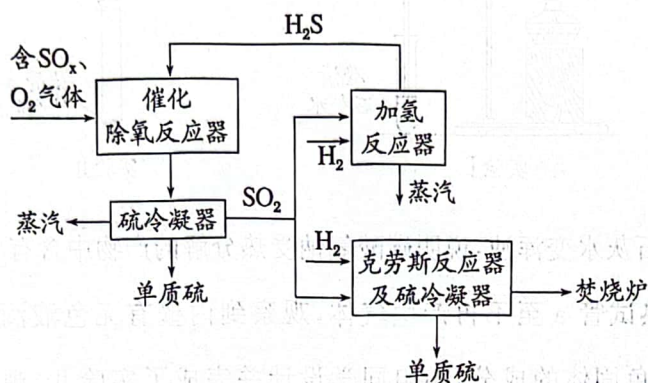 H₂S
含SOₓ、
O₂气体
催化
除氧反应器
加氢
反应器
H₂
蒸汽
SO₂
蒸汽
硫冷凝器
单质硫
H₂
克劳斯反应器
及硫冷凝器
焚烧炉
单质硫